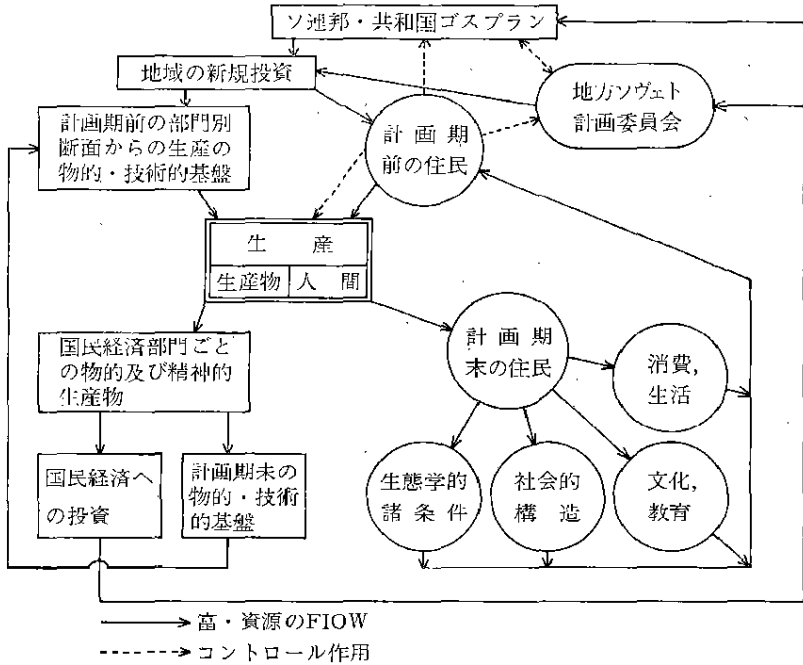 ソ連邦・共和国ゴスプラン
地域の新規投資
地方ソヴェト
計画委員会
計画期前の部門別
断面からの生産の
物的・技術的基盤
計画期
前の住民
生産
生産物
人間
国民経済部門ごと
の物的及び精神的
生産物
計画期
末の住民
消費,
生活
国民経済へ
の投資
計画期未の
物的・技術
的基盤
生態学的
諸条件
社会的
構造
文化,
教育
富・資源のFIOW
コントロール作用